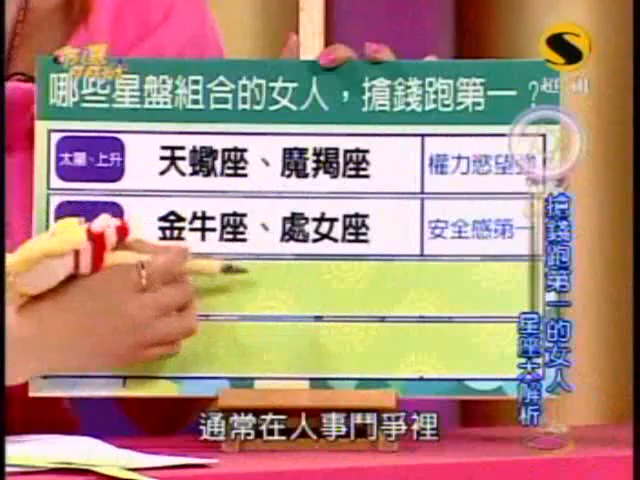 哪些星盤組合的女人，搶錢跑第一？
太陽、上升
天蠍座、魔羯座
權力慾望
金牛座、處女座
安全感第一
搶錢跑第一的女人
星座大解析
通常在人事鬥爭裡